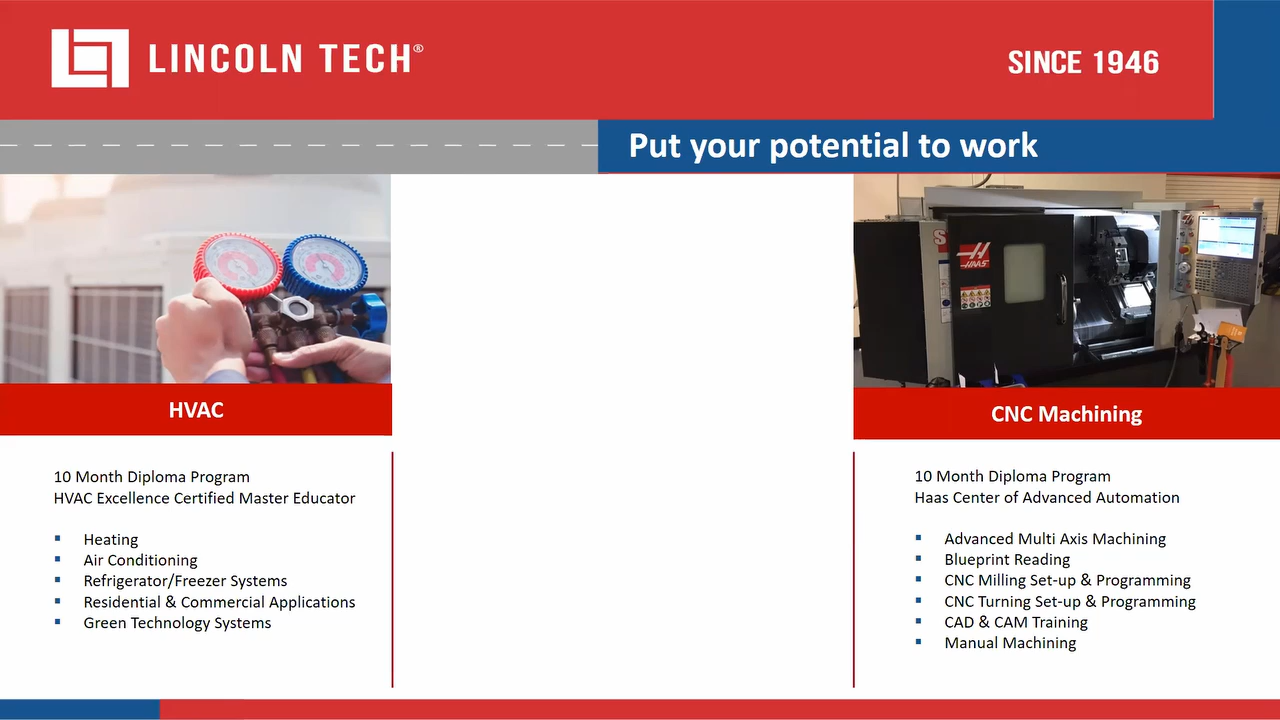 LINCOLN TECH®
SINCE 1946
Put your potential to work
S
HAAS
HVAC
10 Month Diploma Program
HVAC Excellence Certified Master Educator
▪ Heating
▪ Air Conditioning
▪ Refrigerator/Freezer Systems
▪ Residential & Commercial Applications
▪ Green Technology Systems
CNC Machining
10 Month Diploma Program
Haas Center of Advanced Automation
▪ Advanced Multi Axis Machining
▪ Blueprint Reading
▪ CNC Milling Set-up & Programming
▪ CNC Turning Set-up & Programming
▪ CAD & CAM Training
▪ Manual Machining